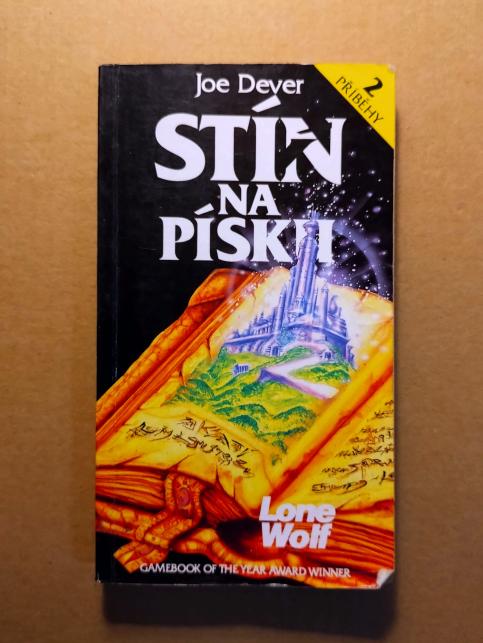 Joe Dever
2
PŘÍBĚHY
STÍN
NA
PÍSKU
Lone
Wolf
GAMEBOOK OF THE YEAR AWARD WINNER